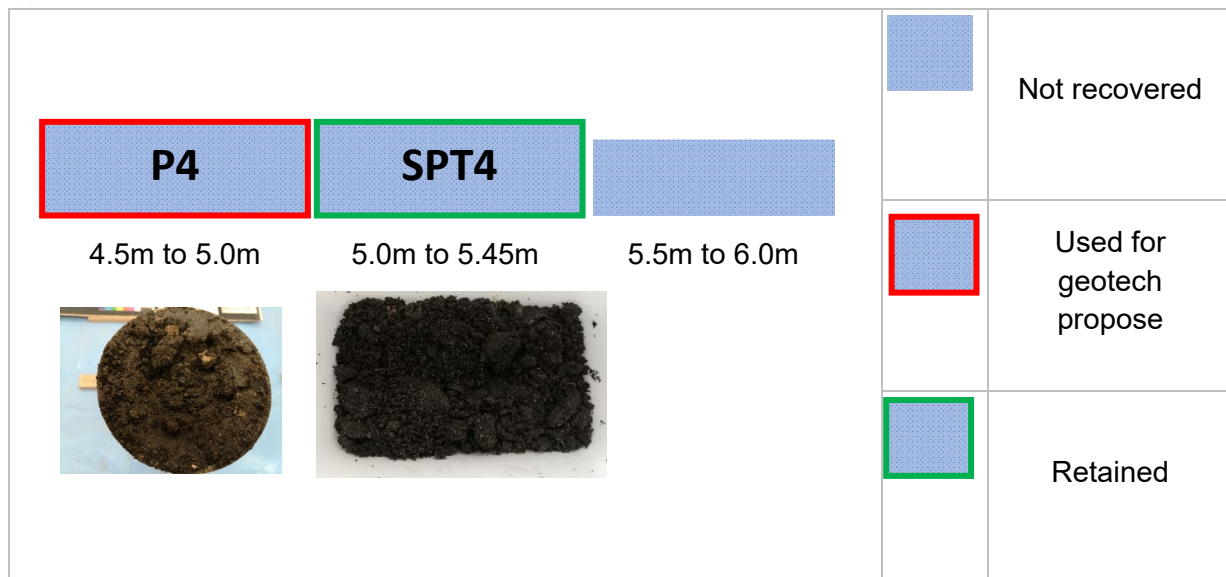 P4
SPT4
4.5m to 5.0m
5.0m to 5.45m
5.5m to 6.0m
Not recovered
Used for
geotech
propose
Retained